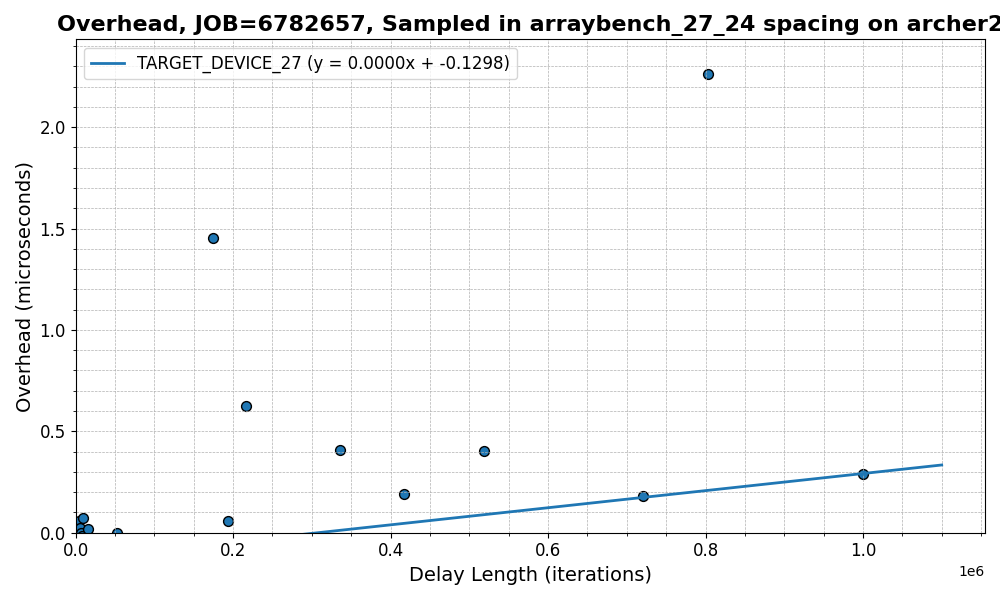 Overhead, JOB=6782657, Sampled in arraybench_27_24 spacing on archer2
TARGET_DEVICE_27 (y = 0.0000x + -0.1298)
Overhead (microseconds)
2.0
1.5
1.0
0.5
0.0
0.0 0.2 0.4 0.6 0.8 1.0
1e6
Delay Length (iterations)